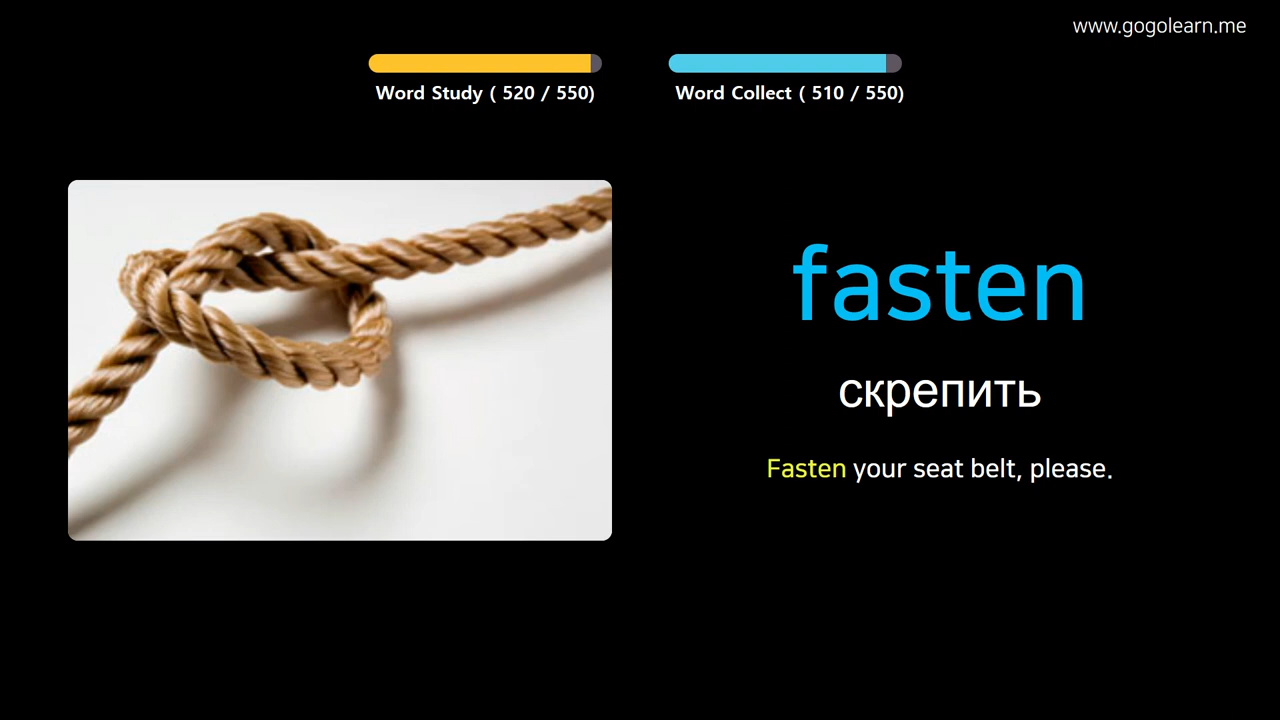 www.gogolearn.me
Word Study ( 520 / 550)
Word Collect ( 510 / 550)
fasten
скрепить
Fasten your seat belt, please.